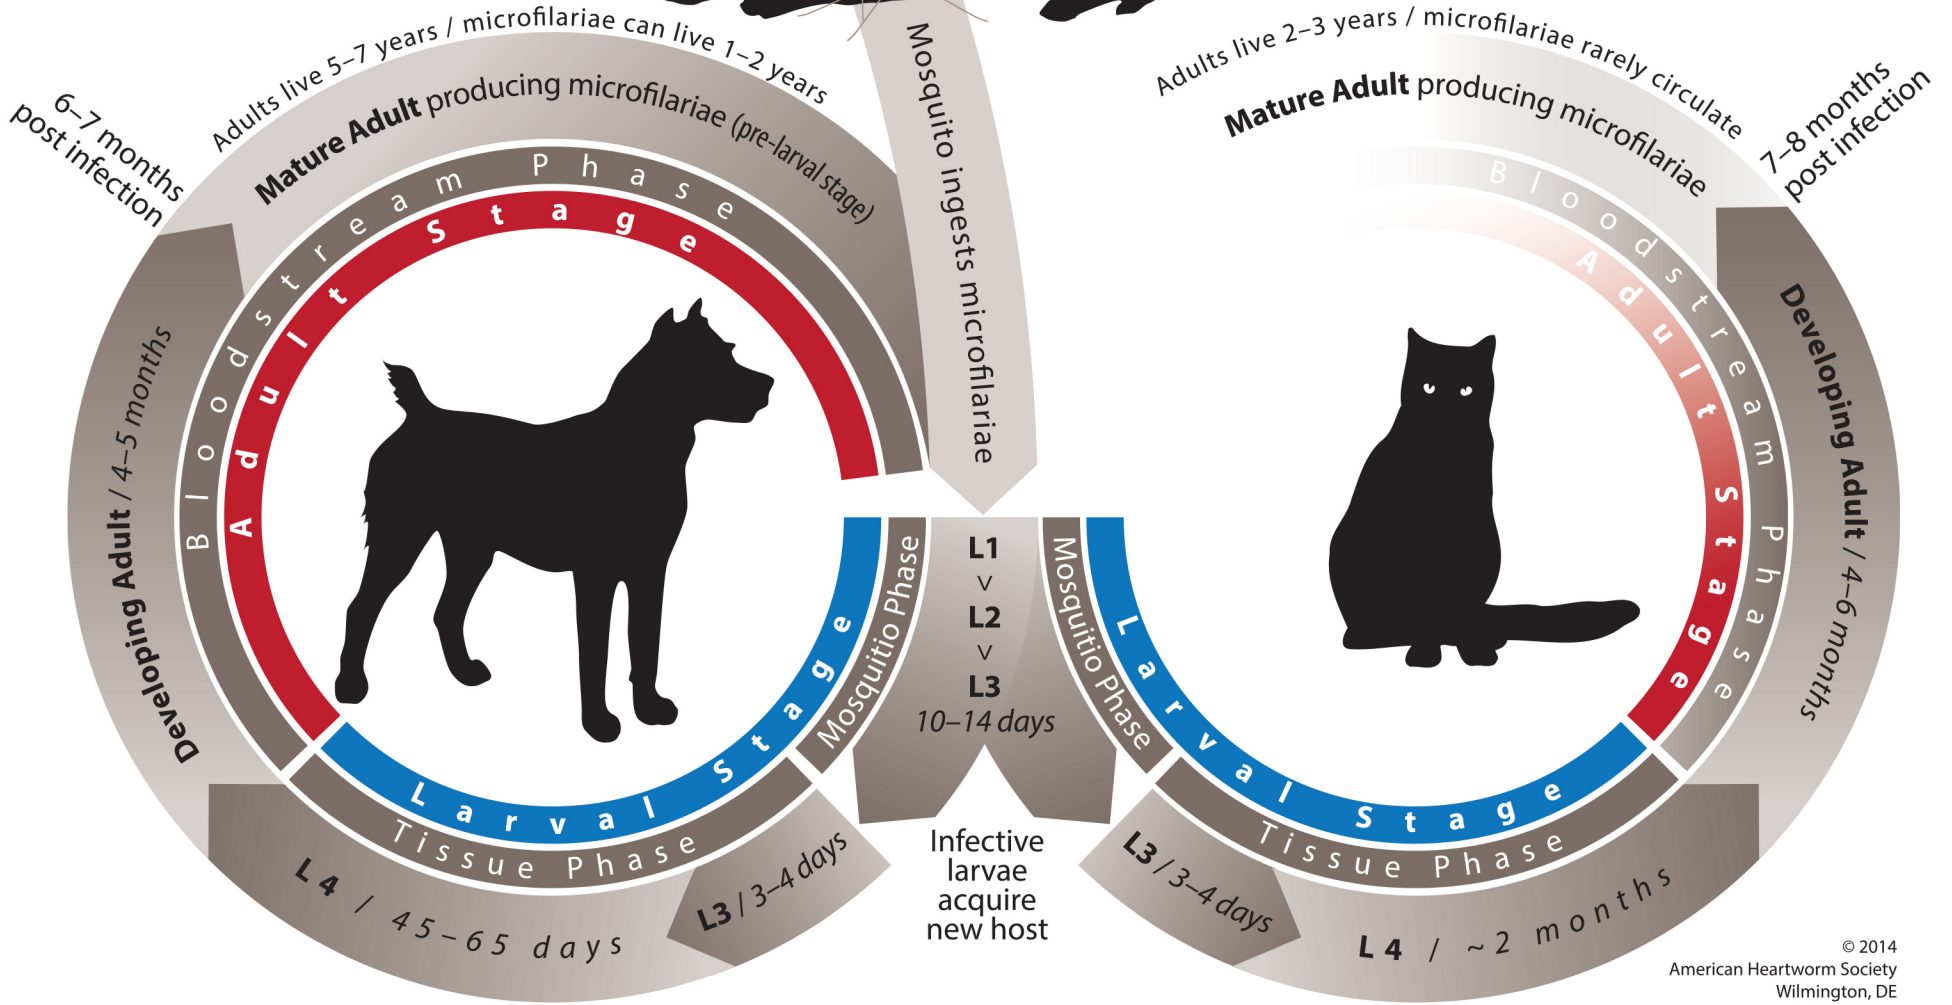 Adults live 5–7 years / microfilariae can live 1–2 years
6–7 months
post infection
Mature Adult producing microfilariae (pre-larval stage)
Bloodstream Phase
Adult Stage
Developing Adult / 4–5 months
Larval Stage
Tissue Phase
L4 / 45–65 days
L3 / 3–4 days
Mosquitio Phase
Mosquito ingests microfilariae
L1
>
L2
>
L3
10–14 days
Infective
larvae
acquire
new host
Adults live 2–3 years / microfilariae rarely circulate
Mature Adult producing microfilariae
7–8 months
post infection
Bloodstream Phase
Adult Stage
Developing Adult / 4–6 months
Mosquitio Phase
Larval Stage
Tissue Phase
L3 / 3–4 days
L4 / ~2 months
© 2014
American Heartworm Society
Wilmington, DE